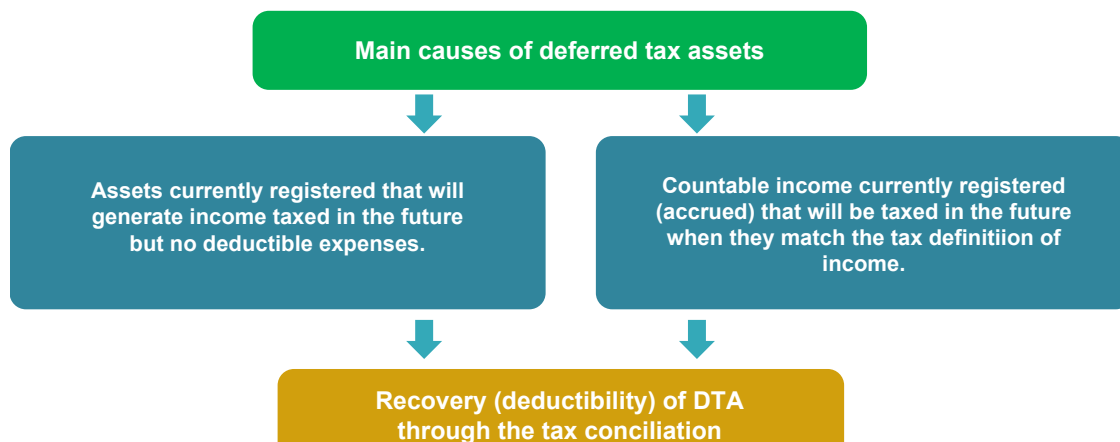 Main causes of deferred tax assets
Assets currently registered that will
generate income taxed in the future
but no deductible expenses.
Countable income currently registered
(accrued) that will be taxed in the future
when they match the tax definitiion of
income.
Recovery (deductibility) of DTA
through the tax conciliation